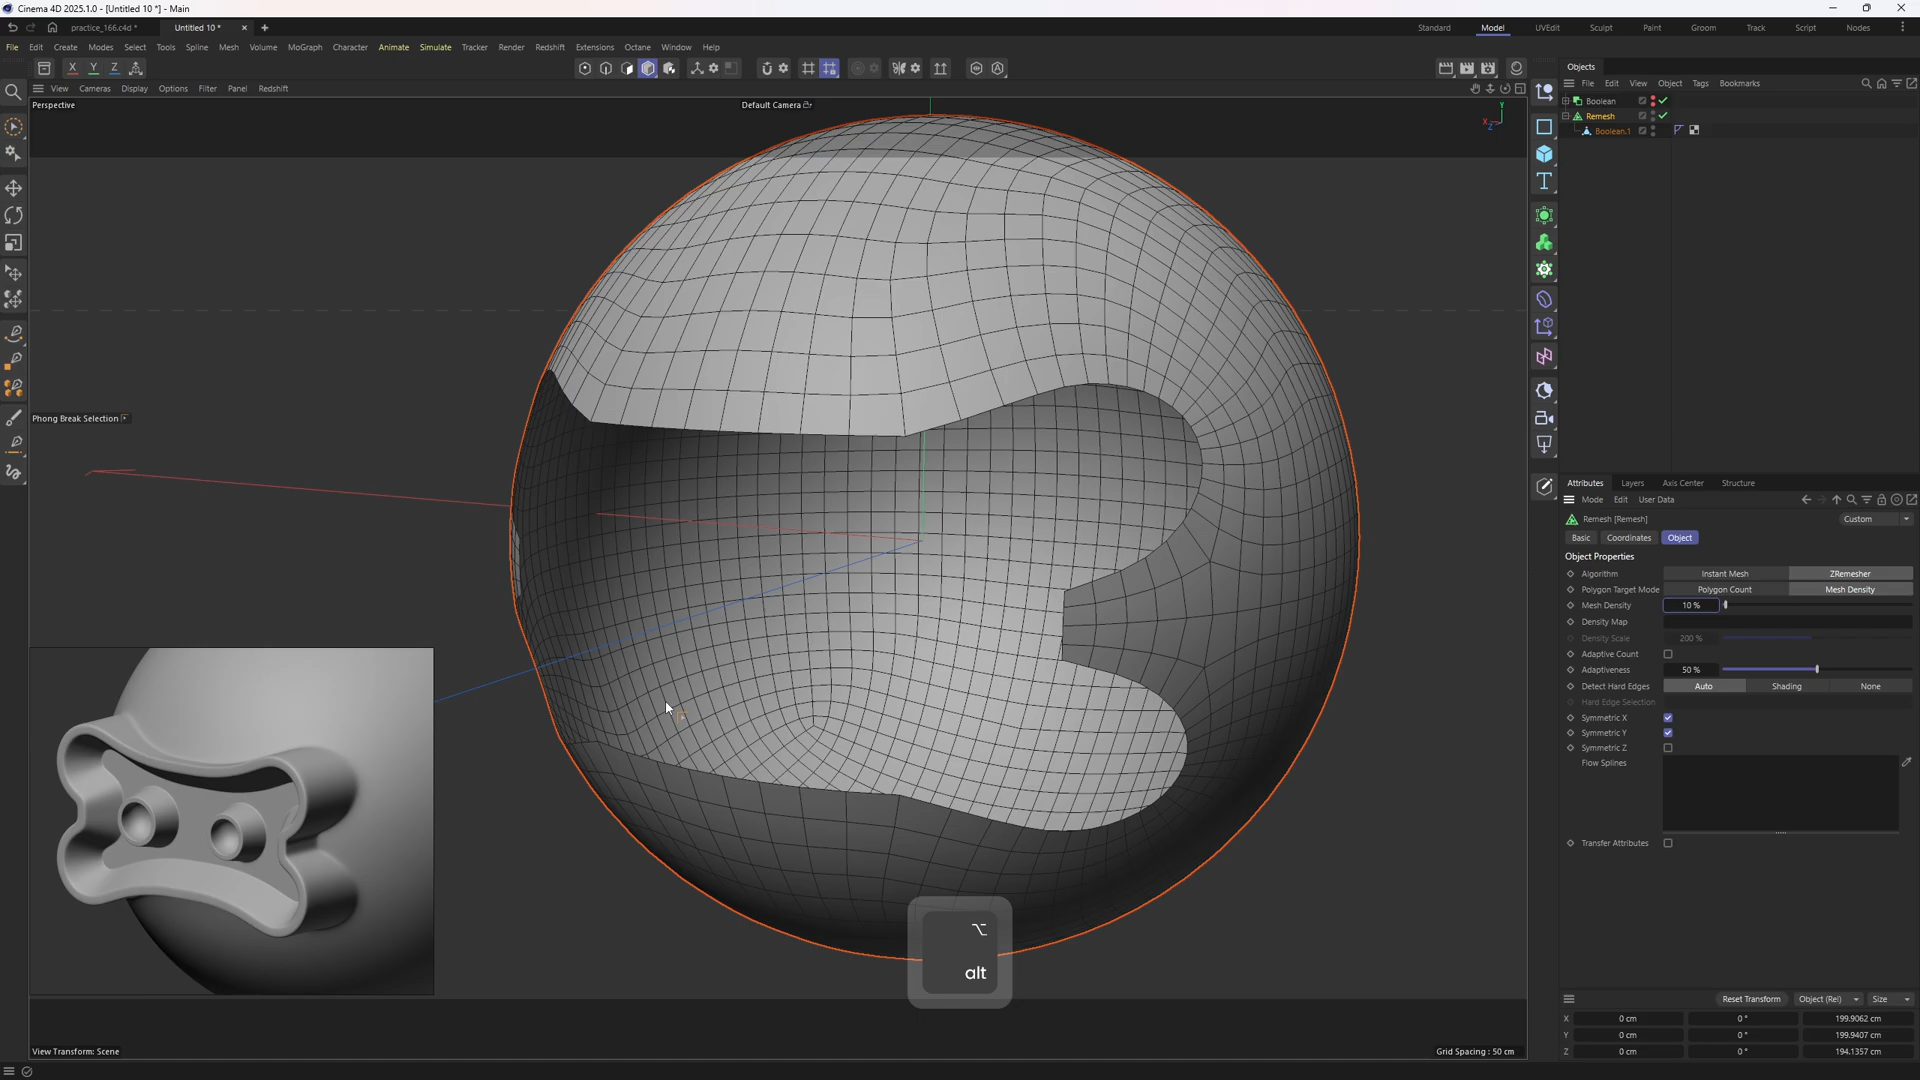 Cinema 4D 2025.1.0 - [Untitled 10 *] - Main
practice_166.c4d *
Untitled 10 *
Standard
Model
UVEdit
Sculpt
Paint
Groom
Track
Script
Nodes
File Edit Create Modes Select Tools Spline Mesh Volume MoGraph Character Animate Simulate Tracker Render Redshift Extensions Octane Window Help
X Y Z
View Cameras Display Options Filter Panel Redshift
Perspective
Default Camera
Y
X
Z
Phong Break Selection
alt
View Transform: Scene
Grid Spacing : 50 cm
Objects
File Edit View Object Tags Bookmarks
Boolean
Remesh
Boolean.1
Attributes Layers Axis Center Structure
Mode Edit User Data
Remesh [Remesh]
Custom
Basic Coordinates Object
Object Properties
Algorithm Instant Mesh ZRemesher
Polygon Target Mode Polygon Count Mesh Density
Mesh Density 10 %
Density Map
Density Scale 200 %
Adaptive Count
Adaptiveness 50 %
Detect Hard Edges Auto Shading None
Hard Edge Selection
Symmetric X
Symmetric Y
Symmetric Z
Flow Splines
Transfer Attributes
Reset Transform Object (Rel) Size
X 0 cm 0 ° 199.9062 cm
Y 0 cm 0 ° 199.9407 cm
Z 0 cm 0 ° 194.1357 cm